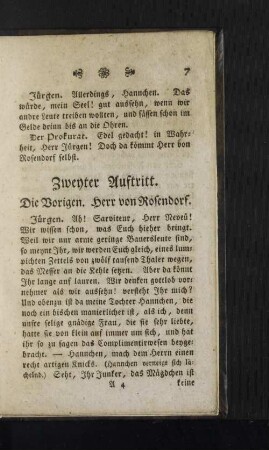 7
Jürgen. Allerdings, Hannchen. Das
würde, mein Seel! gut aussehn, wenn wir
andre Leute treiben wollten, und säßen schon im
Gelde drinn bis an die Ohren.
Der Prokurat. Edel gedacht! in Wahr-
heit, Herr Jürgen! Doch da kömmt Herr von
Rosendorf selbst.
Zweyter Auftritt.
Die Vorigen. Herr von Rosendorf.
Jürgen. Ah! Serviteur, Herr Neveü!
Wir wissen schon, was Euch hieher bringt.
Weil wir nur arme geringe Bauersleute sind,
so meynt Ihr, wir werden Euch gleich, eines lum-
pichten Zettels von zwölf tausend Thaler wegen,
das Messer an die Kehle setzen. Aber da könnt
Ihr lange auf lauren. Wir denken gottlob vor-
nehmer als wir aussehn! versteht Ihr mich?
Und obenzu ist da meine Tochter Hannchen, die
noch ein bischen manierlicher ist, als ich, denn
unsre selige gnädige Frau, die sie sehr liebte,
hatte sie von klein auf immer um sich, und hat
ihr so zu sagen das Complimentirwesen beyge-
bracht. — Hannchen, mach dem Herrn einen
recht artigen Knicks. (Hannchen verneigt sich lä-
chelnd.) Seht, Ihr Junker, das Mädgchen ist
A 4 keine